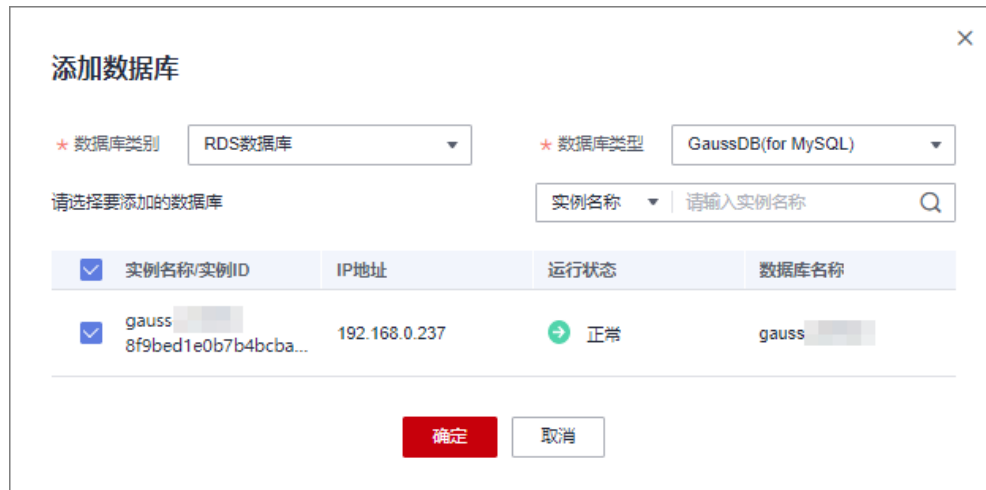 ×
添加数据库
* 数据库类别 RDS数据库 * 数据库类型 GaussDB(for MySQL)
请选择要添加的数据库 实例名称 请输入实例名称
实例名称/实例ID IP地址 运行状态 数据库名称
gauss
8f9bed1e0b7b4bcba... 192.168.0.237 正常 gauss
确定 取消